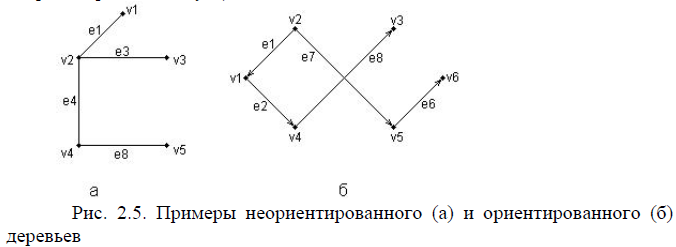 v1
e1
v2
e3
v3
e4
v4
e8
v5
а
v2
v3
e1
e7
e8
v1
v6
e2
e6
v4
v5
б
Рис. 2.5. Примеры неориентированного (а) и ориентированного (б)
деревьев